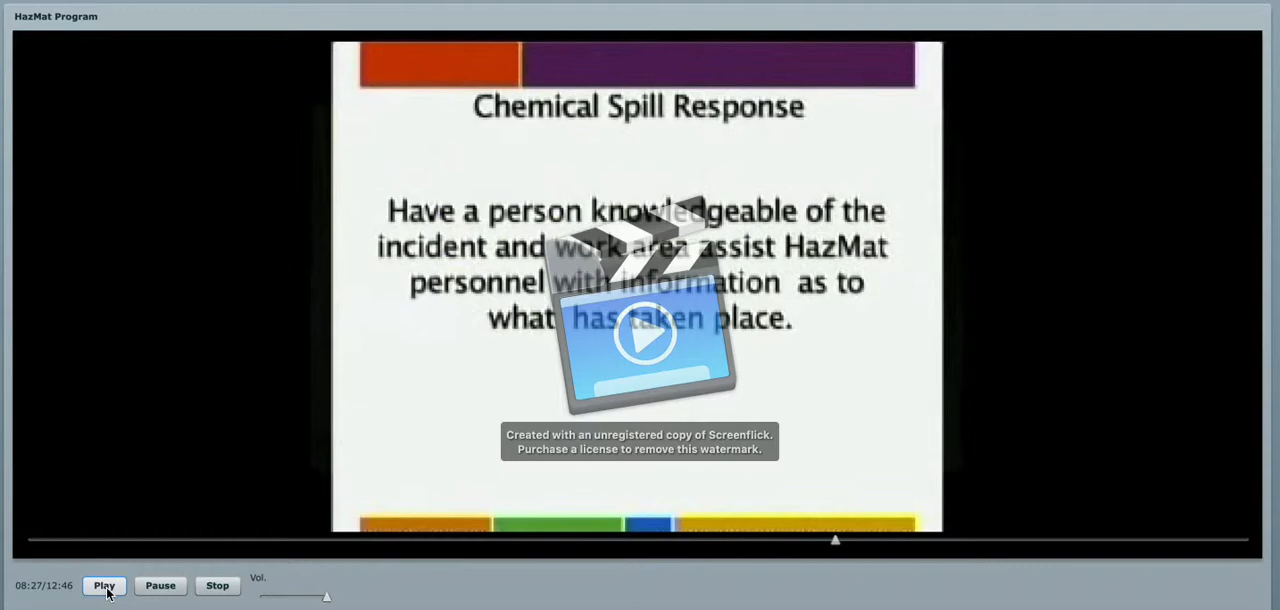 HazMat Program
Chemical Spill Response
Have a person knowledgeable of the
incident and work area assist HazMat
personnel with information as to
what has taken place.
Created with an unregistered copy of Screenflick.
Purchase a license to remove this watermark.
08:27/12:46
Play
Pause
Stop
Vol.